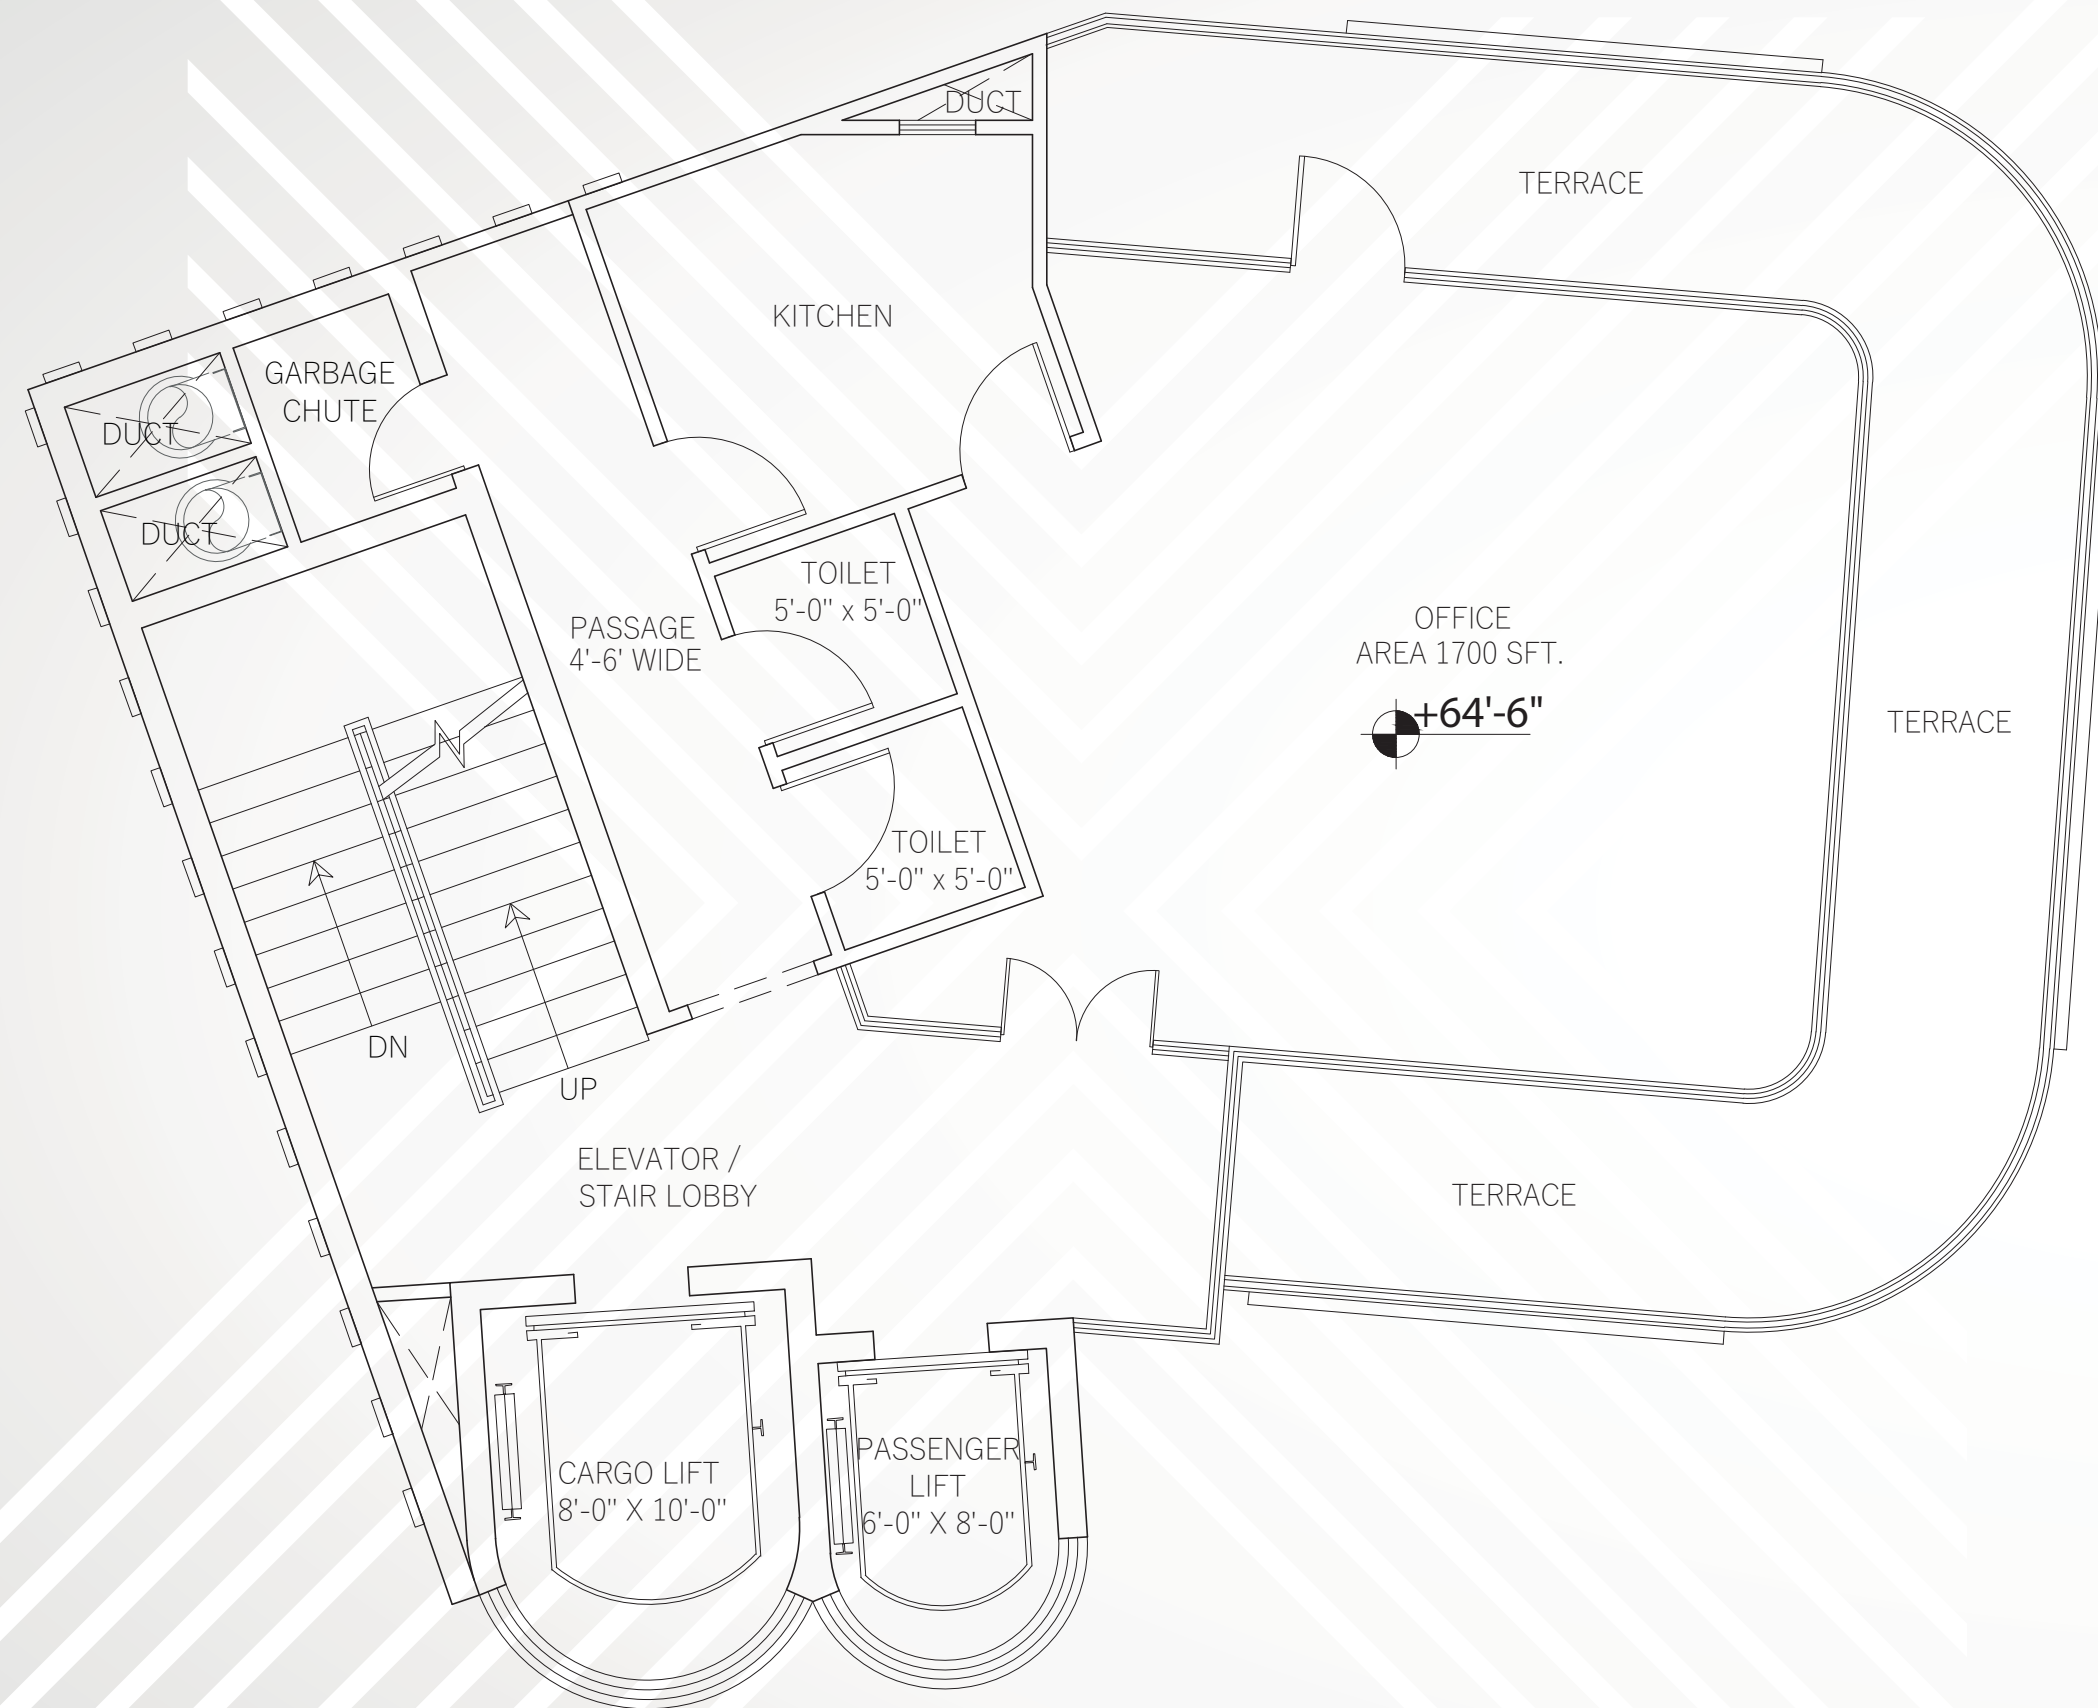 DUCT
TERRACE
KITCHEN
GARBAGE
CHUTE
DUCT
DUCT
TOILET
5'-0" x 5'-0"
PASSAGE
4'-6' WIDE
OFFICE
AREA 1700 SFT.
+64'-6"
TERRACE
TOILET
5'-0" x 5'-0"
DN
UP
ELEVATOR /
STAIR LOBBY
TERRACE
CARGO LIFT
8'-0" X 10'-0"
PASSENGER
LIFT
6'-0" X 8'-0"